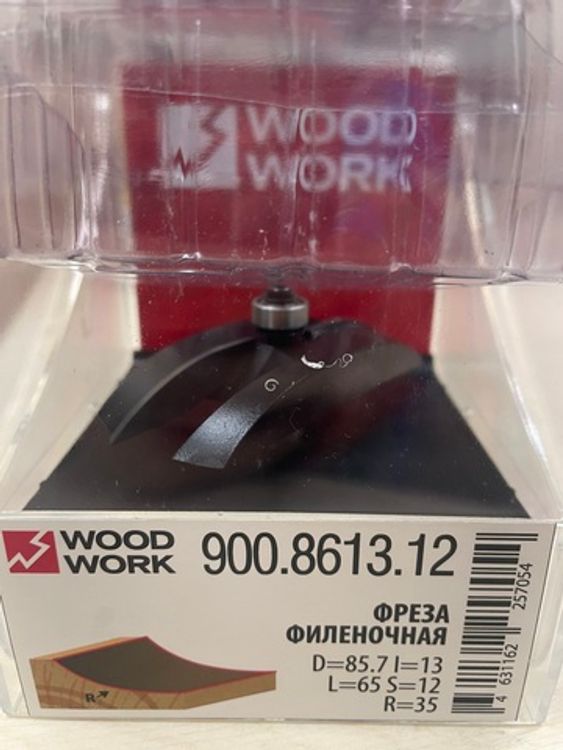 WOOD
WORK
WOOD
WORK
900.8613.12
ФРЕЗА
ФИЛЕНОЧНАЯ
D=85.7 I=13
L=65 S=12
R=35
R
4 631162 257054